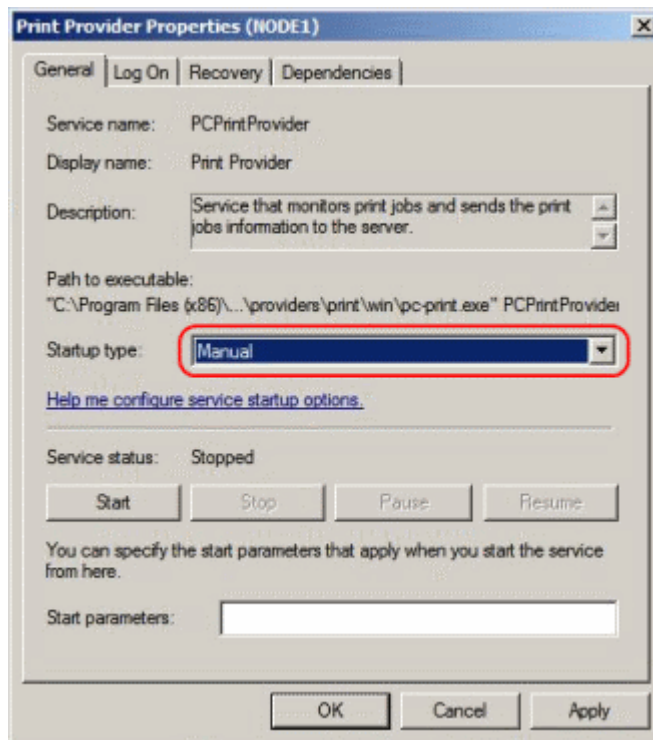 Print Provider Properties (NODE1)
General Log On Recovery Dependencies
Service name: PCPrintProvider
Display name: Print Provider
Description: Service that monitors print jobs and sends the print
jobs information to the server.
Path to executable:
"C:\Program Files (x86)\...\providers\print\win\pc-print.exe" PCPrintProvider
Startup type: Manual
Help me configure service startup options.
Service status: Stopped
Start Stop Pause Resume
You can specify the start parameters that apply when you start the service
from here.
Start parameters:
OK Cancel Apply